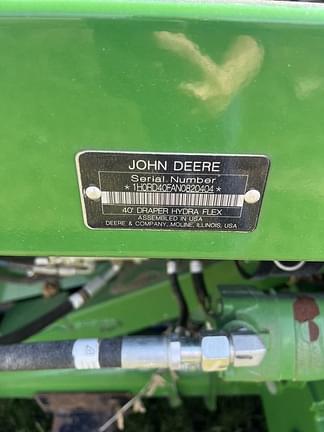 JOHN DEERE
Serial Number
*1H0RD40FAN0820404*
40' DRAPER HYDRA FLEX
ASSEMBLED IN USA
DEERE & COMPANY, MOLINE, ILLINOIS, USA